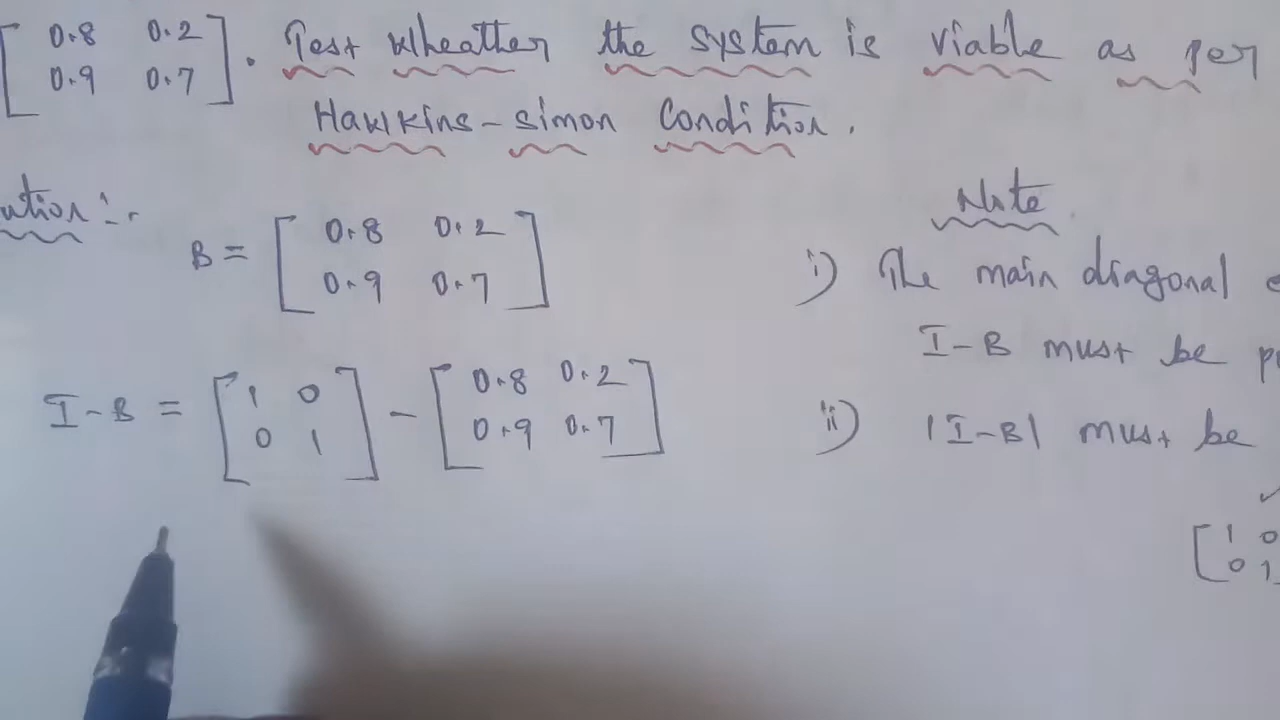 [ 0.8 0.2
0.9 0.7 ] . Test Wheather the system is viable as per
Hawkins-simon Condition.
ution:-
B = [ 0.8 0.2
0.9 0.7 ]
I-B = [ 1 0
0 1 ] - [ 0.8 0.2
0.9 0.7 ]
Note
i) The main diagonal e
I-B must be po
ii) |I-B| must be
[ 1 0
0 1